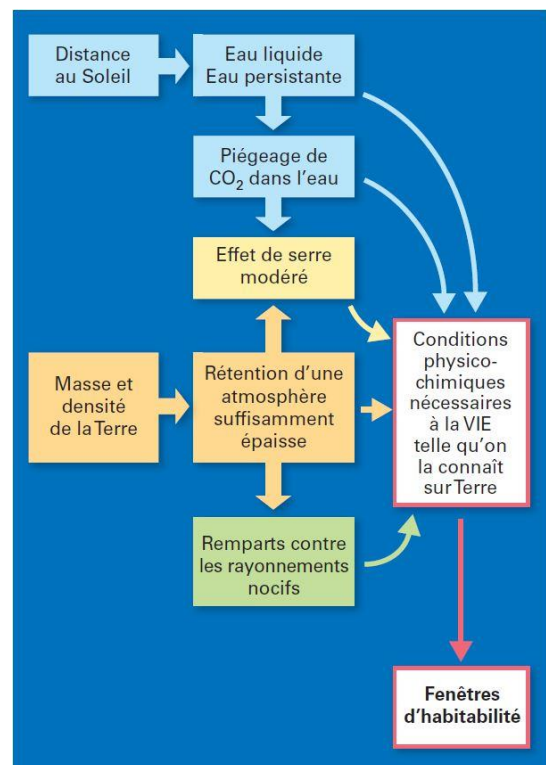 Distance
au Soleil
Eau liquide
Eau persistante
Piégeage de
CO₂ dans l'eau
Effet de serre
modéré
Masse et
densité
de la Terre
Rétention d'une
atmosphère
suffisamment
épaisse
Conditions
physico-
chimiques
nécessaires
à la VIE
telle qu'on
la connaît
sur Terre
Remparts contre
les rayonnements
nocifs
Fenêtres
d'habitabilité